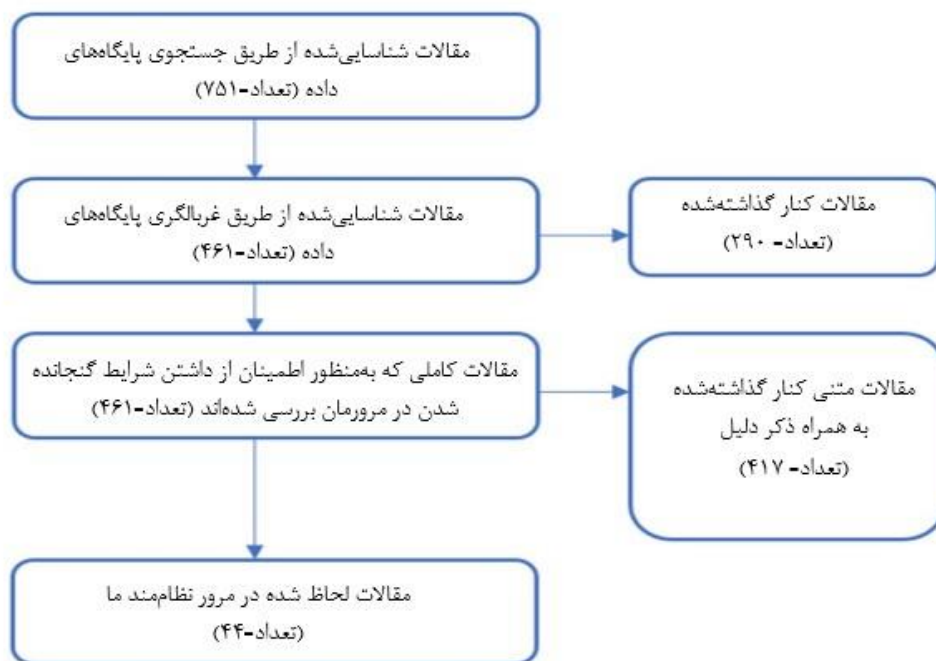 مقالات شناسایی‌شده از طریق جستجوی پایگاه‌های
داده (تعداد-۷۵۱)
مقالات شناسایی‌شده از طریق غربالگری پایگاه‌های
داده (تعداد-۴۶۱)
مقالات کنار گذاشته‌شده
(تعداد- ۲۹۰)
مقالات کاملی که به‌منظور اطمینان از داشتن شرایط گنجانده
شدن در مرورمان بررسی شده‌اند (تعداد-۴۶۱)
مقالات متنی کنار گذاشته‌شده
به همراه ذکر دلیل
(تعداد- ۴۱۷)
مقالات لحاظ شده در مرور نظام‌مند ما
(تعداد-۴۴)